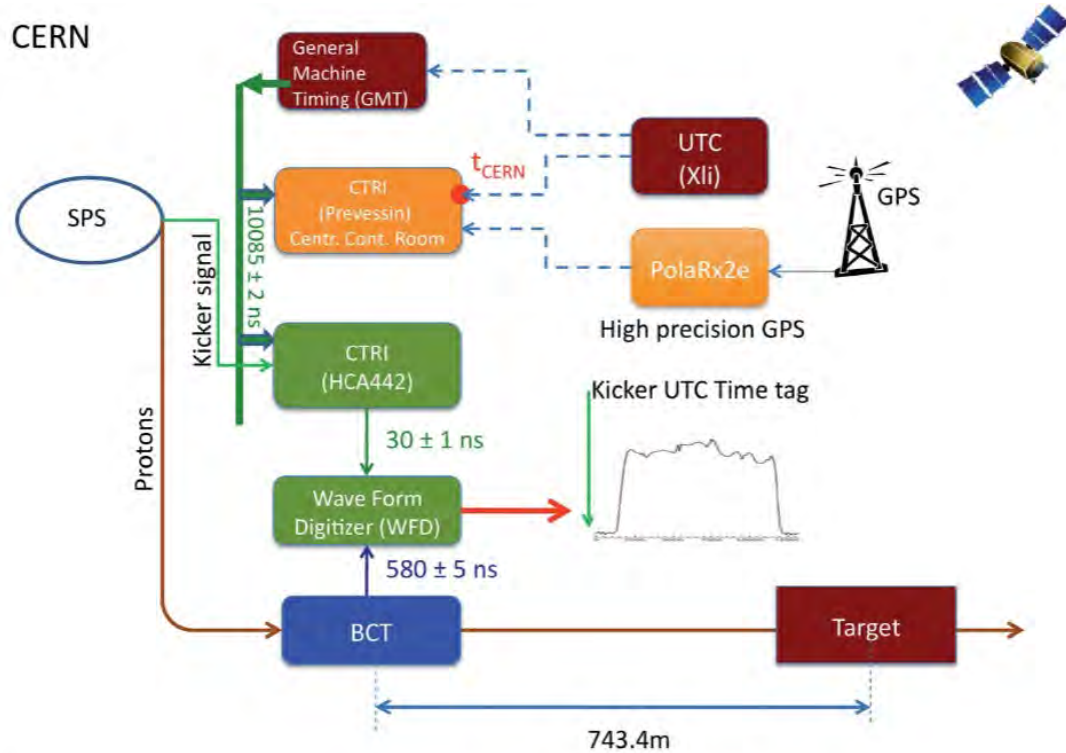 CERN
General
Machine
Timing (GMT)
UTC
(Xli)
tCERN
CTRI
(Prevessin)
Centr. Cont. Room
GPS
SPS
PolaRx2e
High precision GPS
10085 ± 2 ns
Kicker signal
CTRI
(HCA442)
Kicker UTC Time tag
30 ± 1 ns
Protons
Wave Form
Digitizer (WFD)
580 ± 5 ns
BCT
Target
743.4m